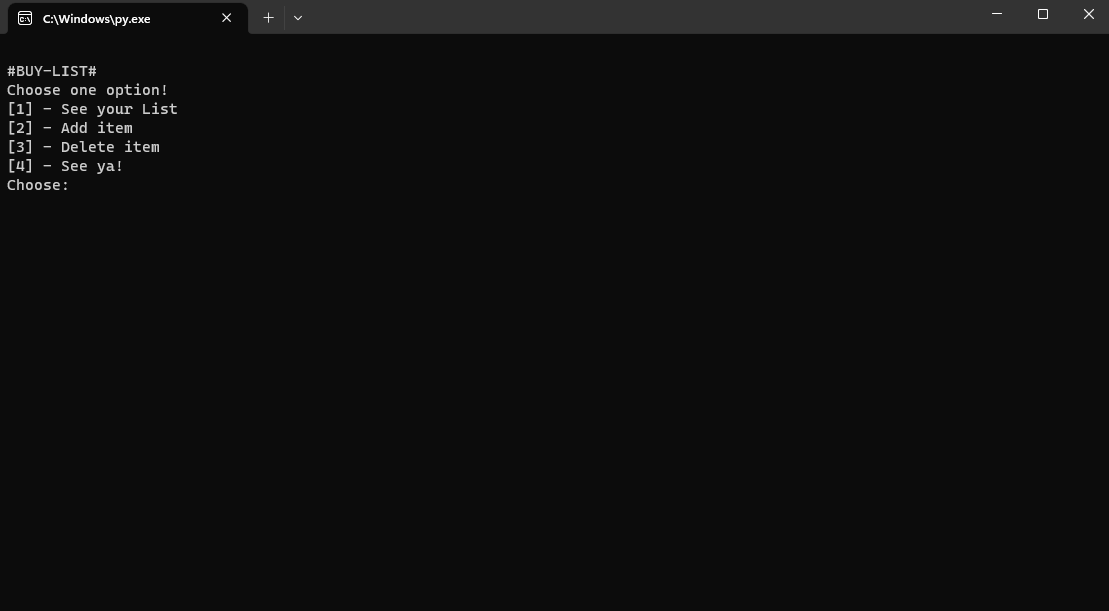 C:\Windows\py.exe
#BUY-LIST#
Choose one option!
[1] - See your List
[2] - Add item
[3] - Delete item
[4] - See ya!
Choose: